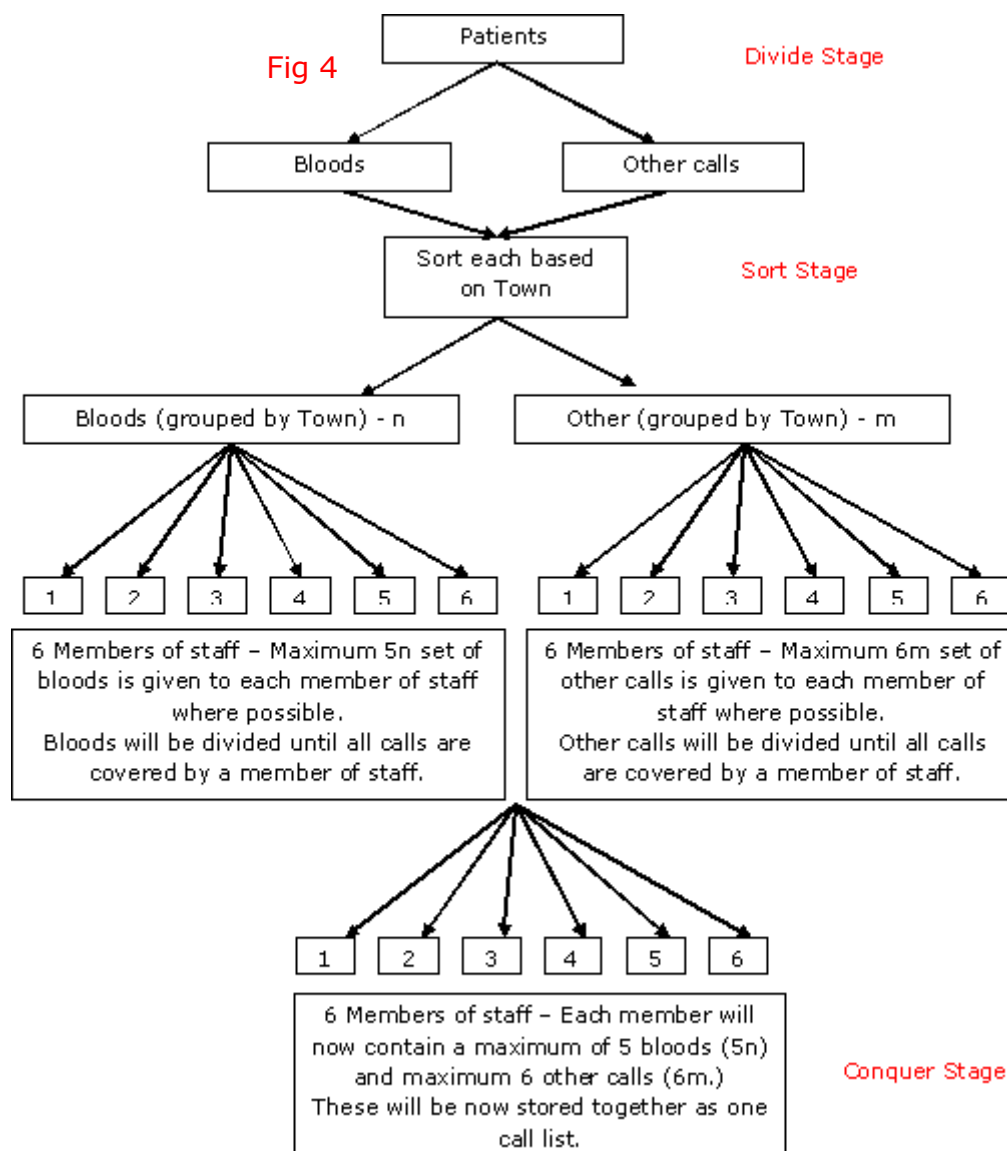 Patients
Fig 4
Divide Stage
Bloods
Other calls
Sort each based
on Town
Sort Stage
Bloods (grouped by Town) - n
Other (grouped by Town) - m
1 2 3 4 5 6
1 2 3 4 5 6
6 Members of staff – Maximum 5n set of
bloods is given to each member of staff
where possible.
Bloods will be divided until all calls are
covered by a member of staff.
6 Members of staff – Maximum 6m set of
other calls is given to each member of
staff where possible.
Other calls will be divided until all calls
are covered by a member of staff.
1 2 3 4 5 6
6 Members of staff – Each member will
now contain a maximum of 5 bloods (5n)
and maximum 6 other calls (6m.)
These will be now stored together as one
call list.
Conquer Stage